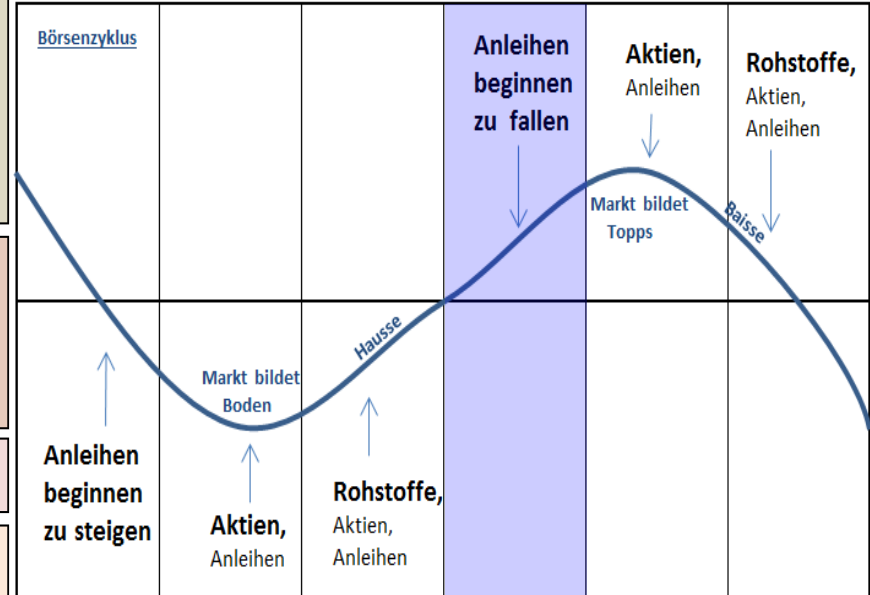 Börsenzyklus
Anleihen
beginnen
zu fallen
Aktien,
Anleihen
Rohstoffe,
Aktien,
Anleihen
Markt bildet
Topps
Baisse
Hausse
Markt bildet
Boden
Anleihen
beginnen
zu steigen
Aktien,
Anleihen
Rohstoffe,
Aktien,
Anleihen